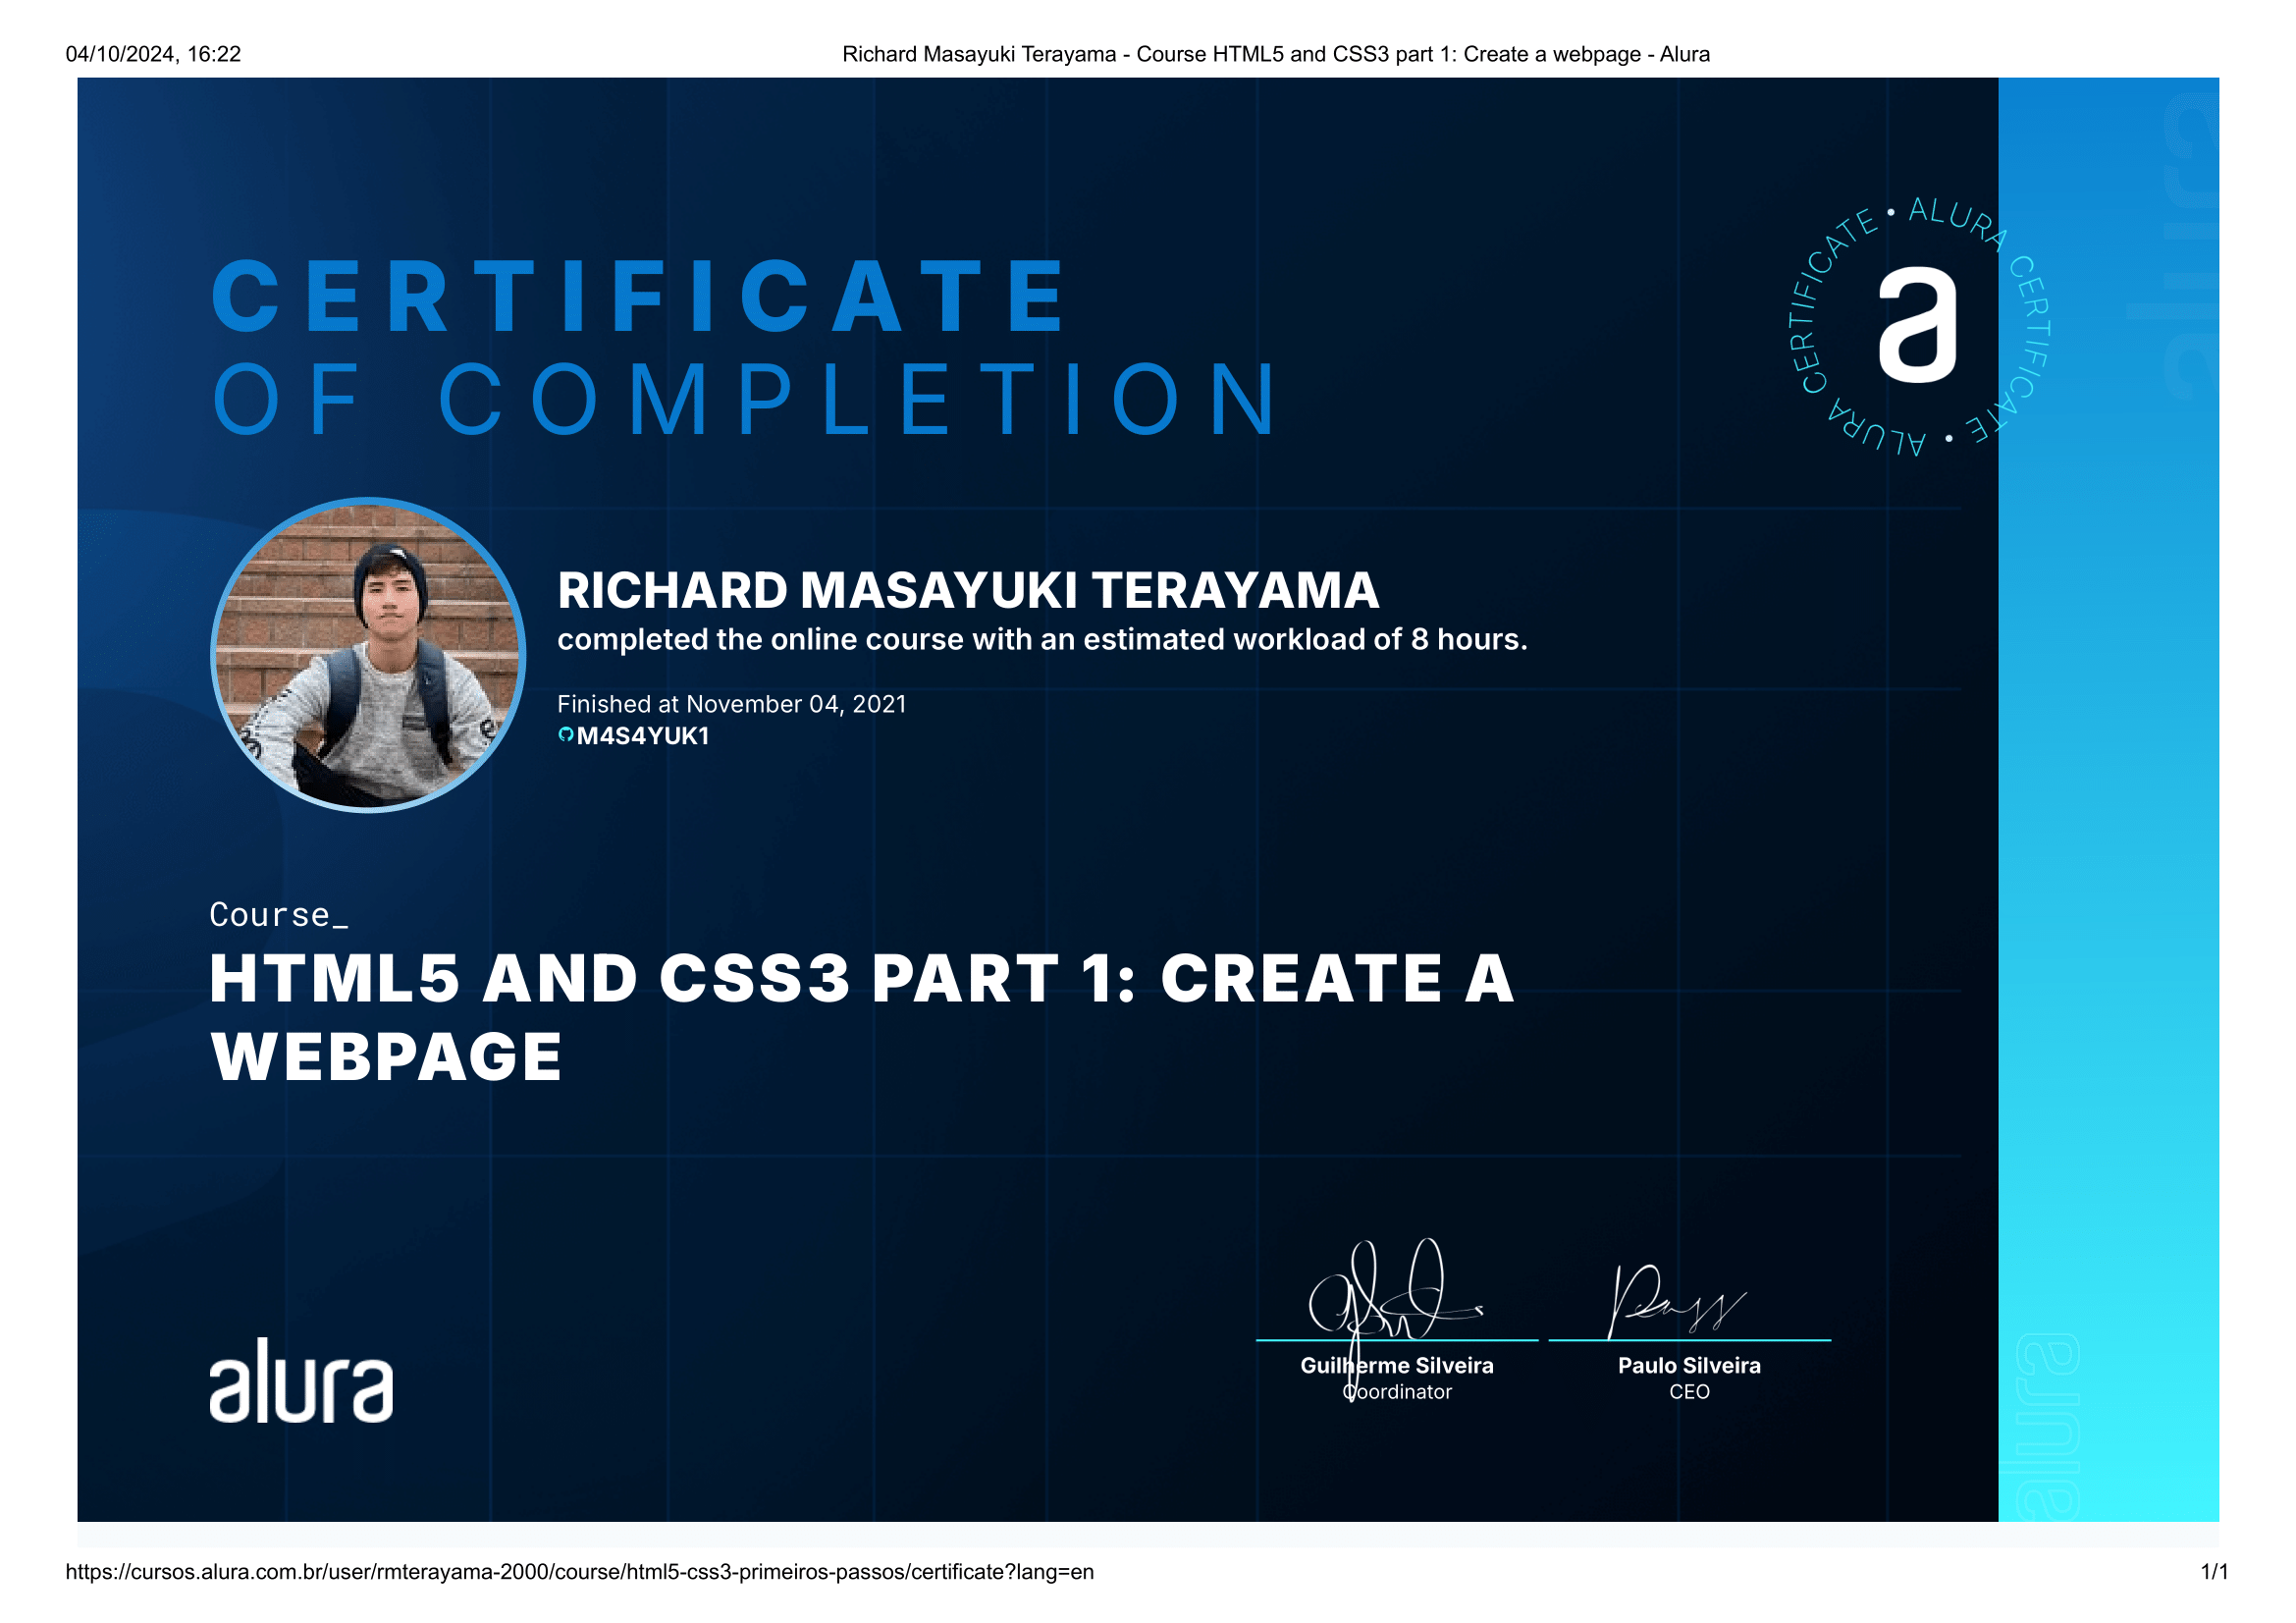 04/10/2024, 16:22
Richard Masayuki Terayama - Course HTML5 and CSS3 part 1: Create a webpage - Alura
CERTIFICATE
OF COMPLETION
ALURA CERTIFICATE • ALURA CERTIFICATE •
a
alura
RICHARD MASAYUKI TERAYAMA
completed the online course with an estimated workload of 8 hours.
Finished at November 04, 2021
M4S4YUK1
Course_
HTML5 AND CSS3 PART 1: CREATE A
WEBPAGE
alura
Guilherme Silveira
Coordinator
Paulo Silveira
CEO
alura
https://cursos.alura.com.br/user/rmterayama-2000/course/html5-css3-primeiros-passos/certificate?lang=en
1/1